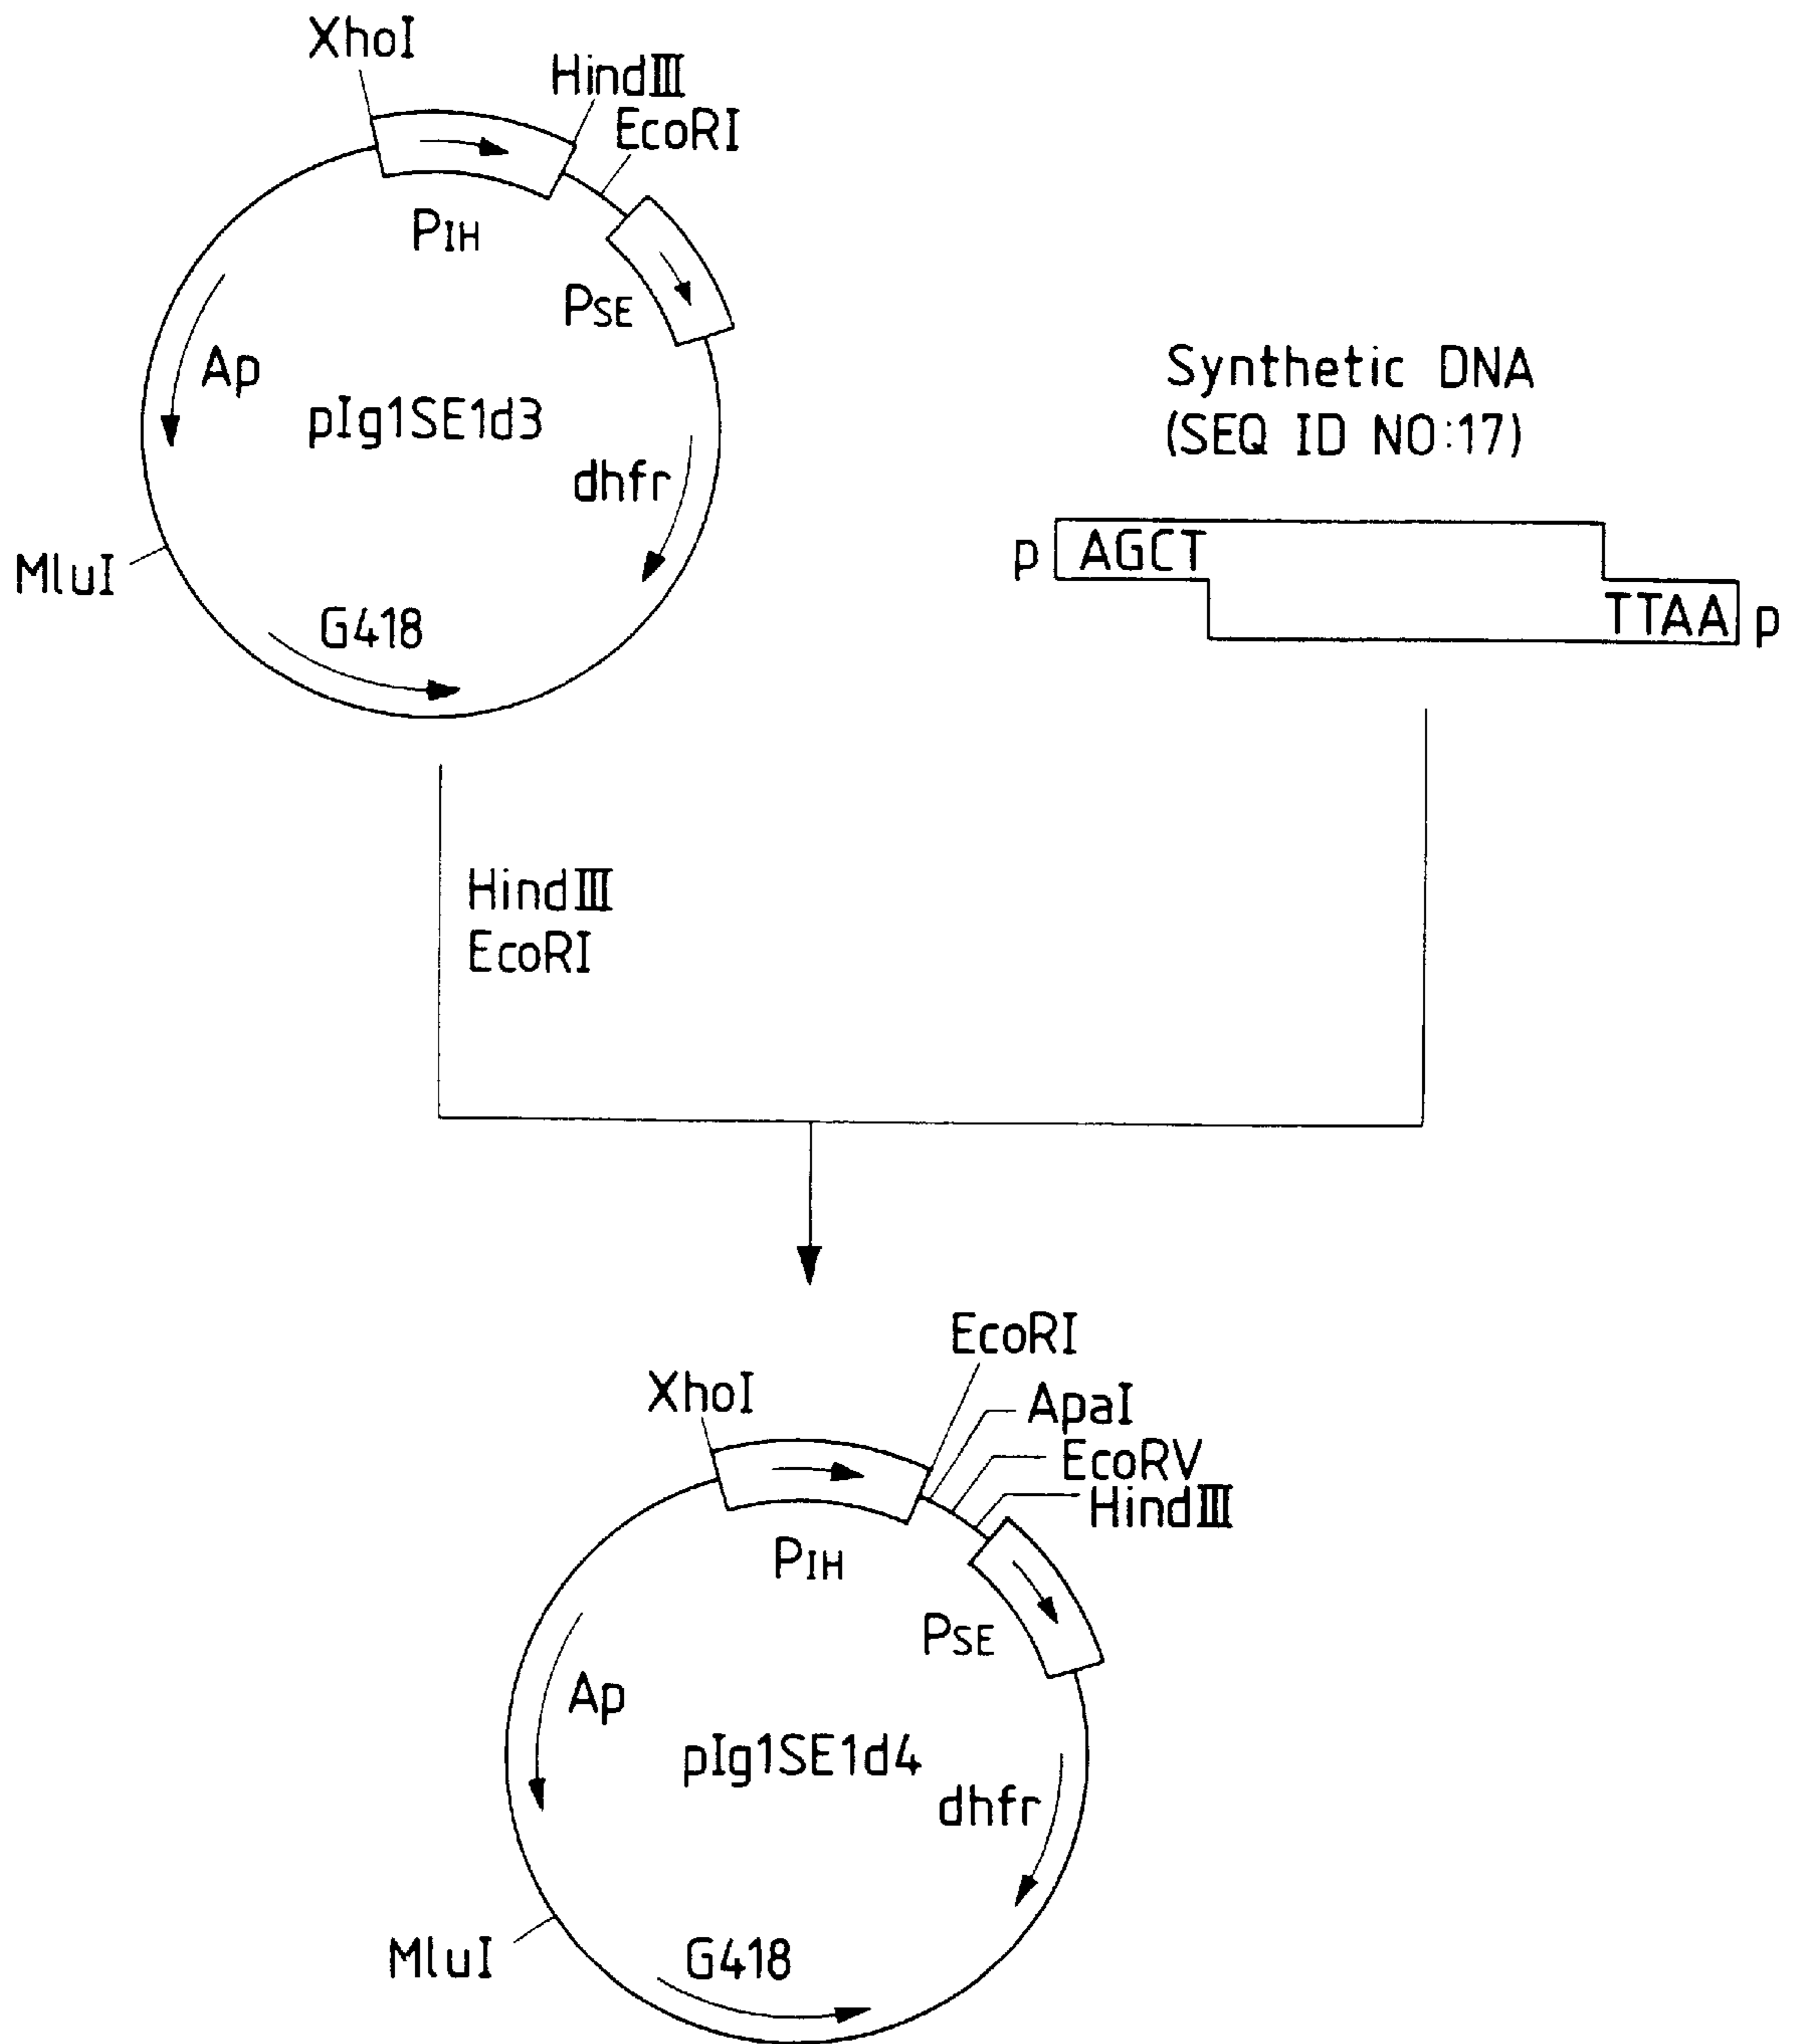 XhoI
HindIII
EcoRI
PIH
PSE
Ap
pIg1SE1d3
dhfr
MluI
G418
Synthetic DNA
(SEQ ID NO:17)
p AGCT
TTAA p
HindIII
EcoRI
EcoRI
XhoI
ApaI
EcoRV
HindIII
PIH
PSE
Ap
pIg1SE1d4
dhfr
MluI
G418